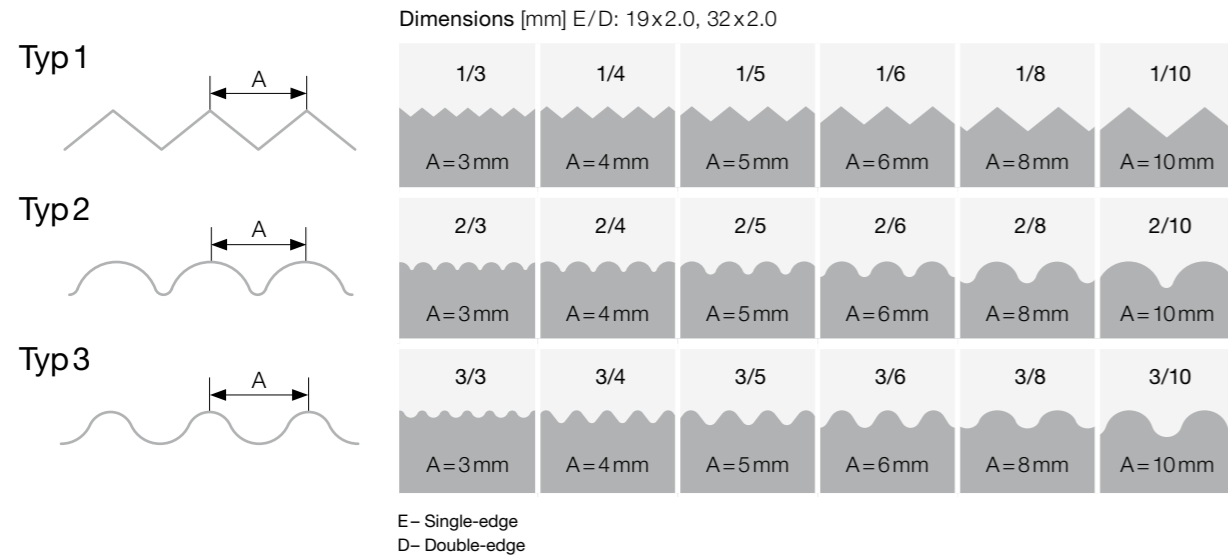 Dimensions [mm] E/D: 19x2.0, 32x2.0
Typ 1
A
1/3 1/4 1/5 1/6 1/8 1/10
A=3mm A=4mm A=5mm A=6mm A=8mm A=10mm
Typ 2
A
2/3 2/4 2/5 2/6 2/8 2/10
A=3mm A=4mm A=5mm A=6mm A=8mm A=10mm
Typ 3
A
3/3 3/4 3/5 3/6 3/8 3/10
A=3mm A=4mm A=5mm A=6mm A=8mm A=10mm
E– Single-edge
D– Double-edge